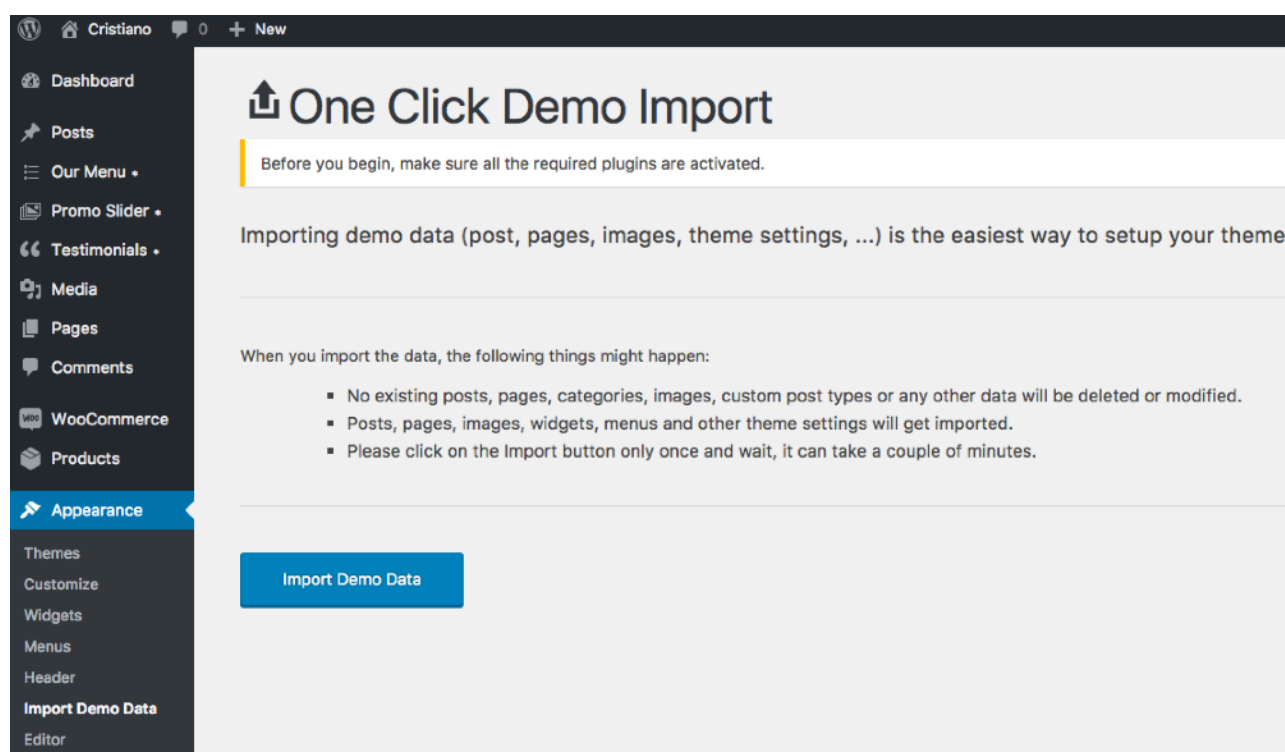 Cristiano 0 + New
Dashboard
Posts
Our Menu
Promo Slider
Testimonials
Media
Pages
Comments
WooCommerce
Products
Appearance
Themes
Customize
Widgets
Menus
Header
Import Demo Data
Editor
One Click Demo Import
Before you begin, make sure all the required plugins are activated.
Importing demo data (post, pages, images, theme settings, ...) is the easiest way to setup your theme
When you import the data, the following things might happen:
▪ No existing posts, pages, categories, images, custom post types or any other data will be deleted or modified.
▪ Posts, pages, images, widgets, menus and other theme settings will get imported.
▪ Please click on the Import button only once and wait, it can take a couple of minutes.
Import Demo Data